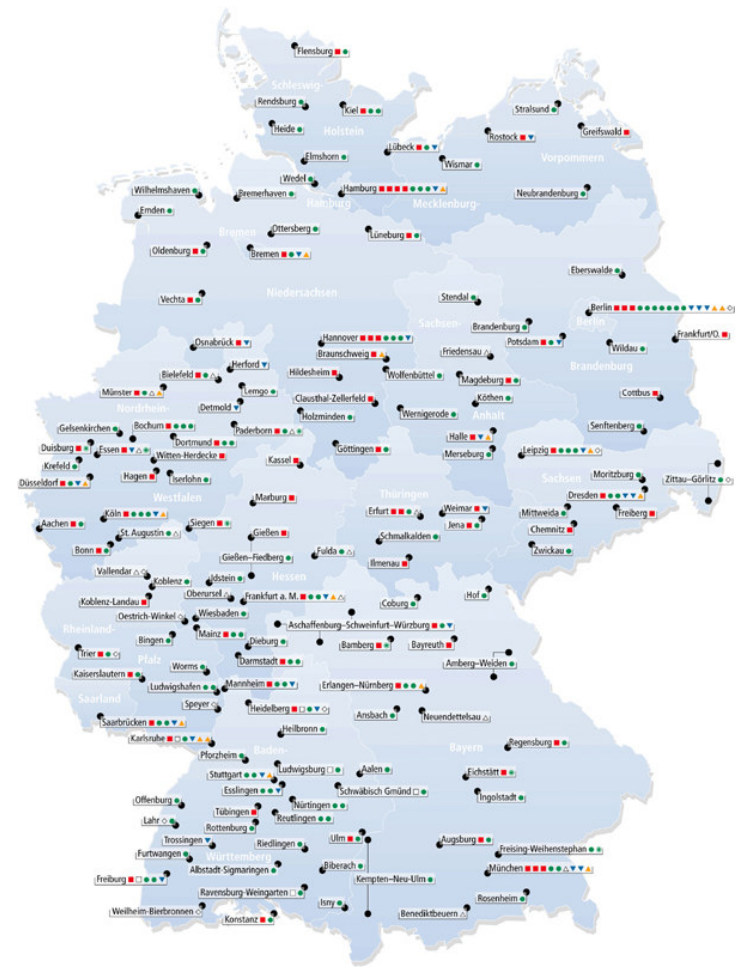 Flensburg
Schleswig-
Rendsburg
Kiel
Stralsund
Heide
Holstein
Rostock
Greifswald
Lübeck
Elmshorn
Wismar
Vorpommern
Wedel
Wilhelmshaven
Bremerhaven
Hamburg
Neubrandenburg
Hamburg
Mecklenburg-
Emden
Ottersberg
Lüneburg
Bremen
Oldenburg
Bremen
Eberswalde
Niedersachsen
Vechta
Stendal
Berlin
Sachsen-
Brandenburg
Berlin
Frankfurt/O.
Osnabrück
Hannover
Potsdam
Braunschweig
Friedensau
Wildau
Herford
Brandenburg
Bielefeld
Hildesheim
Wolfenbüttel
Magdeburg
Münster
Lemgo
Clausthal-Zellerfeld
Köthen
Cottbus
Detmold
Nordrhein-
Holzminden
Wernigerode
Anhalt
Gelsenkirchen
Bochum
Paderborn
Senftenberg
Duisburg
Essen
Dortmund
Halle
Göttingen
Merseburg
Leipzig
Witten-Herdecke
Krefeld
Kassel
Hagen
Iserlohn
Moritzburg
Zittau–Görlitz
Düsseldorf
Sachsen
Westfalen
Marburg
Thüringen
Dresden
Köln
Erfurt
Weimar
Mittweida
Freiberg
Aachen
Siegen
Jena
St. Augustin
Gießen
Chemnitz
Schmalkalden
Bonn
Gießen–Fiedberg
Fulda
Zwickau
Ilmenau
Vallendar
Koblenz
Idstein
Hessen
Oberursel
Hof
Koblenz-Landau
Frankfurt a. M.
Coburg
Oestrich-Winkel
Wiesbaden
Aschaffenburg–Schweinfurt–Würzburg
Rheinland-
Mainz
Bingen
Dieburg
Bamberg
Bayreuth
Trier
Pfalz
Darmstadt
Amberg–Weiden
Worms
Kaiserslautern
Ludwigshafen
Mannheim
Erlangen–Nürnberg
Saarland
Speyer
Heidelberg
Ansbach
Neuendettelsau
Saarbrücken
Heilbronn
Karlsruhe
Regensburg
Baden-
Bayern
Pforzheim
Ludwigsburg
Aalen
Stuttgart
Eichstätt
Esslingen
Schwäbisch Gmünd
Ingolstadt
Offenburg
Nürtingen
Tübingen
Reutlingen
Lahr
Rottenburg
Trossingen
Riedlingen
Ulm
Augsburg
Freising-Weihenstephan
Furtwangen
Württemberg
Albstadt-Sigmaringen
Biberach
München
Freiburg
Kempten–Neu-Ulm
Ravensburg-Weingarten
Rosenheim
Isny
Weilheim-Bierbronnen
Konstanz
Benediktbeuern